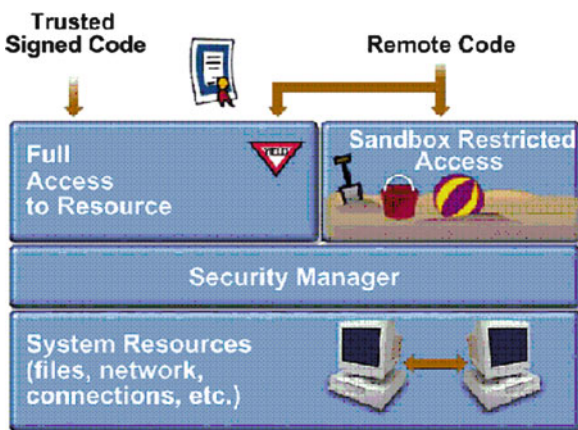 Trusted
Signed Code
Remote Code
Full
Access
to Resource
YIELD
Sandbox Restricted
Access
Security Manager
System Resources
(files, network,
connections, etc.)